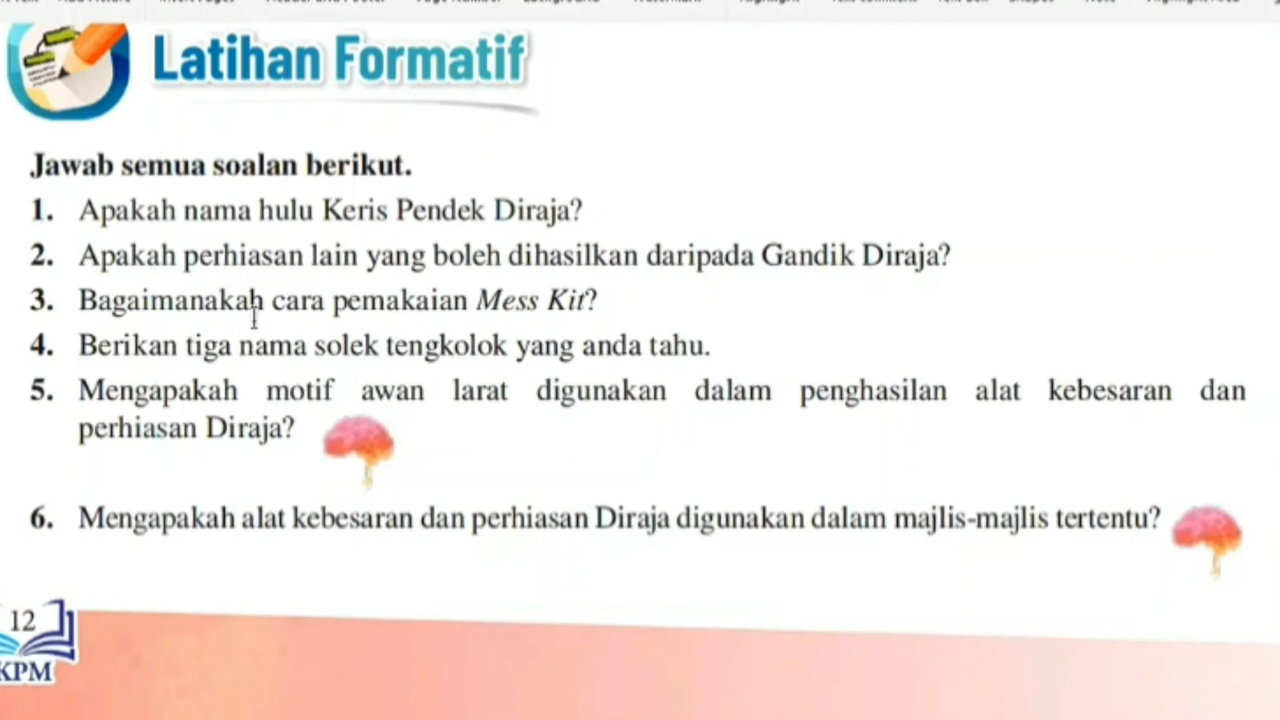 Latihan Formatif
Jawab semua soalan berikut.
1. Apakah nama hulu Keris Pendek Diraja?
2. Apakah perhiasan lain yang boleh dihasilkan daripada Gandik Diraja?
3. Bagaimanakah cara pemakaian Mess Kit?
4. Berikan tiga nama solek tengkolok yang anda tahu.
5. Mengapakah motif awan larat digunakan dalam penghasilan alat kebesaran dan
perhiasan Diraja?
6. Mengapakah alat kebesaran dan perhiasan Diraja digunakan dalam majlis-majlis tertentu?
12
KPM